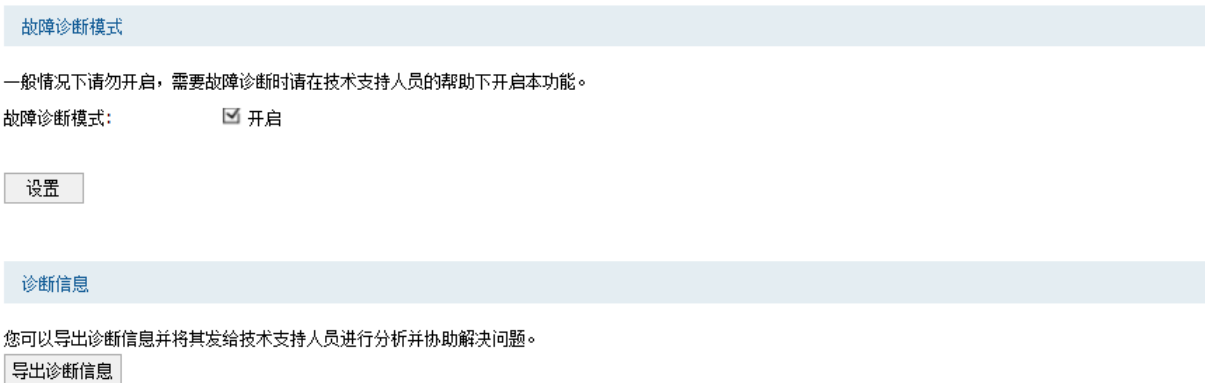 故障诊断模式
一般情况下请勿开启，需要故障诊断时请在技术支持人员的帮助下开启本功能。
故障诊断模式: 开启
设置
诊断信息
您可以导出诊断信息并将其发给技术支持人员进行分析并协助解决问题。
导出诊断信息